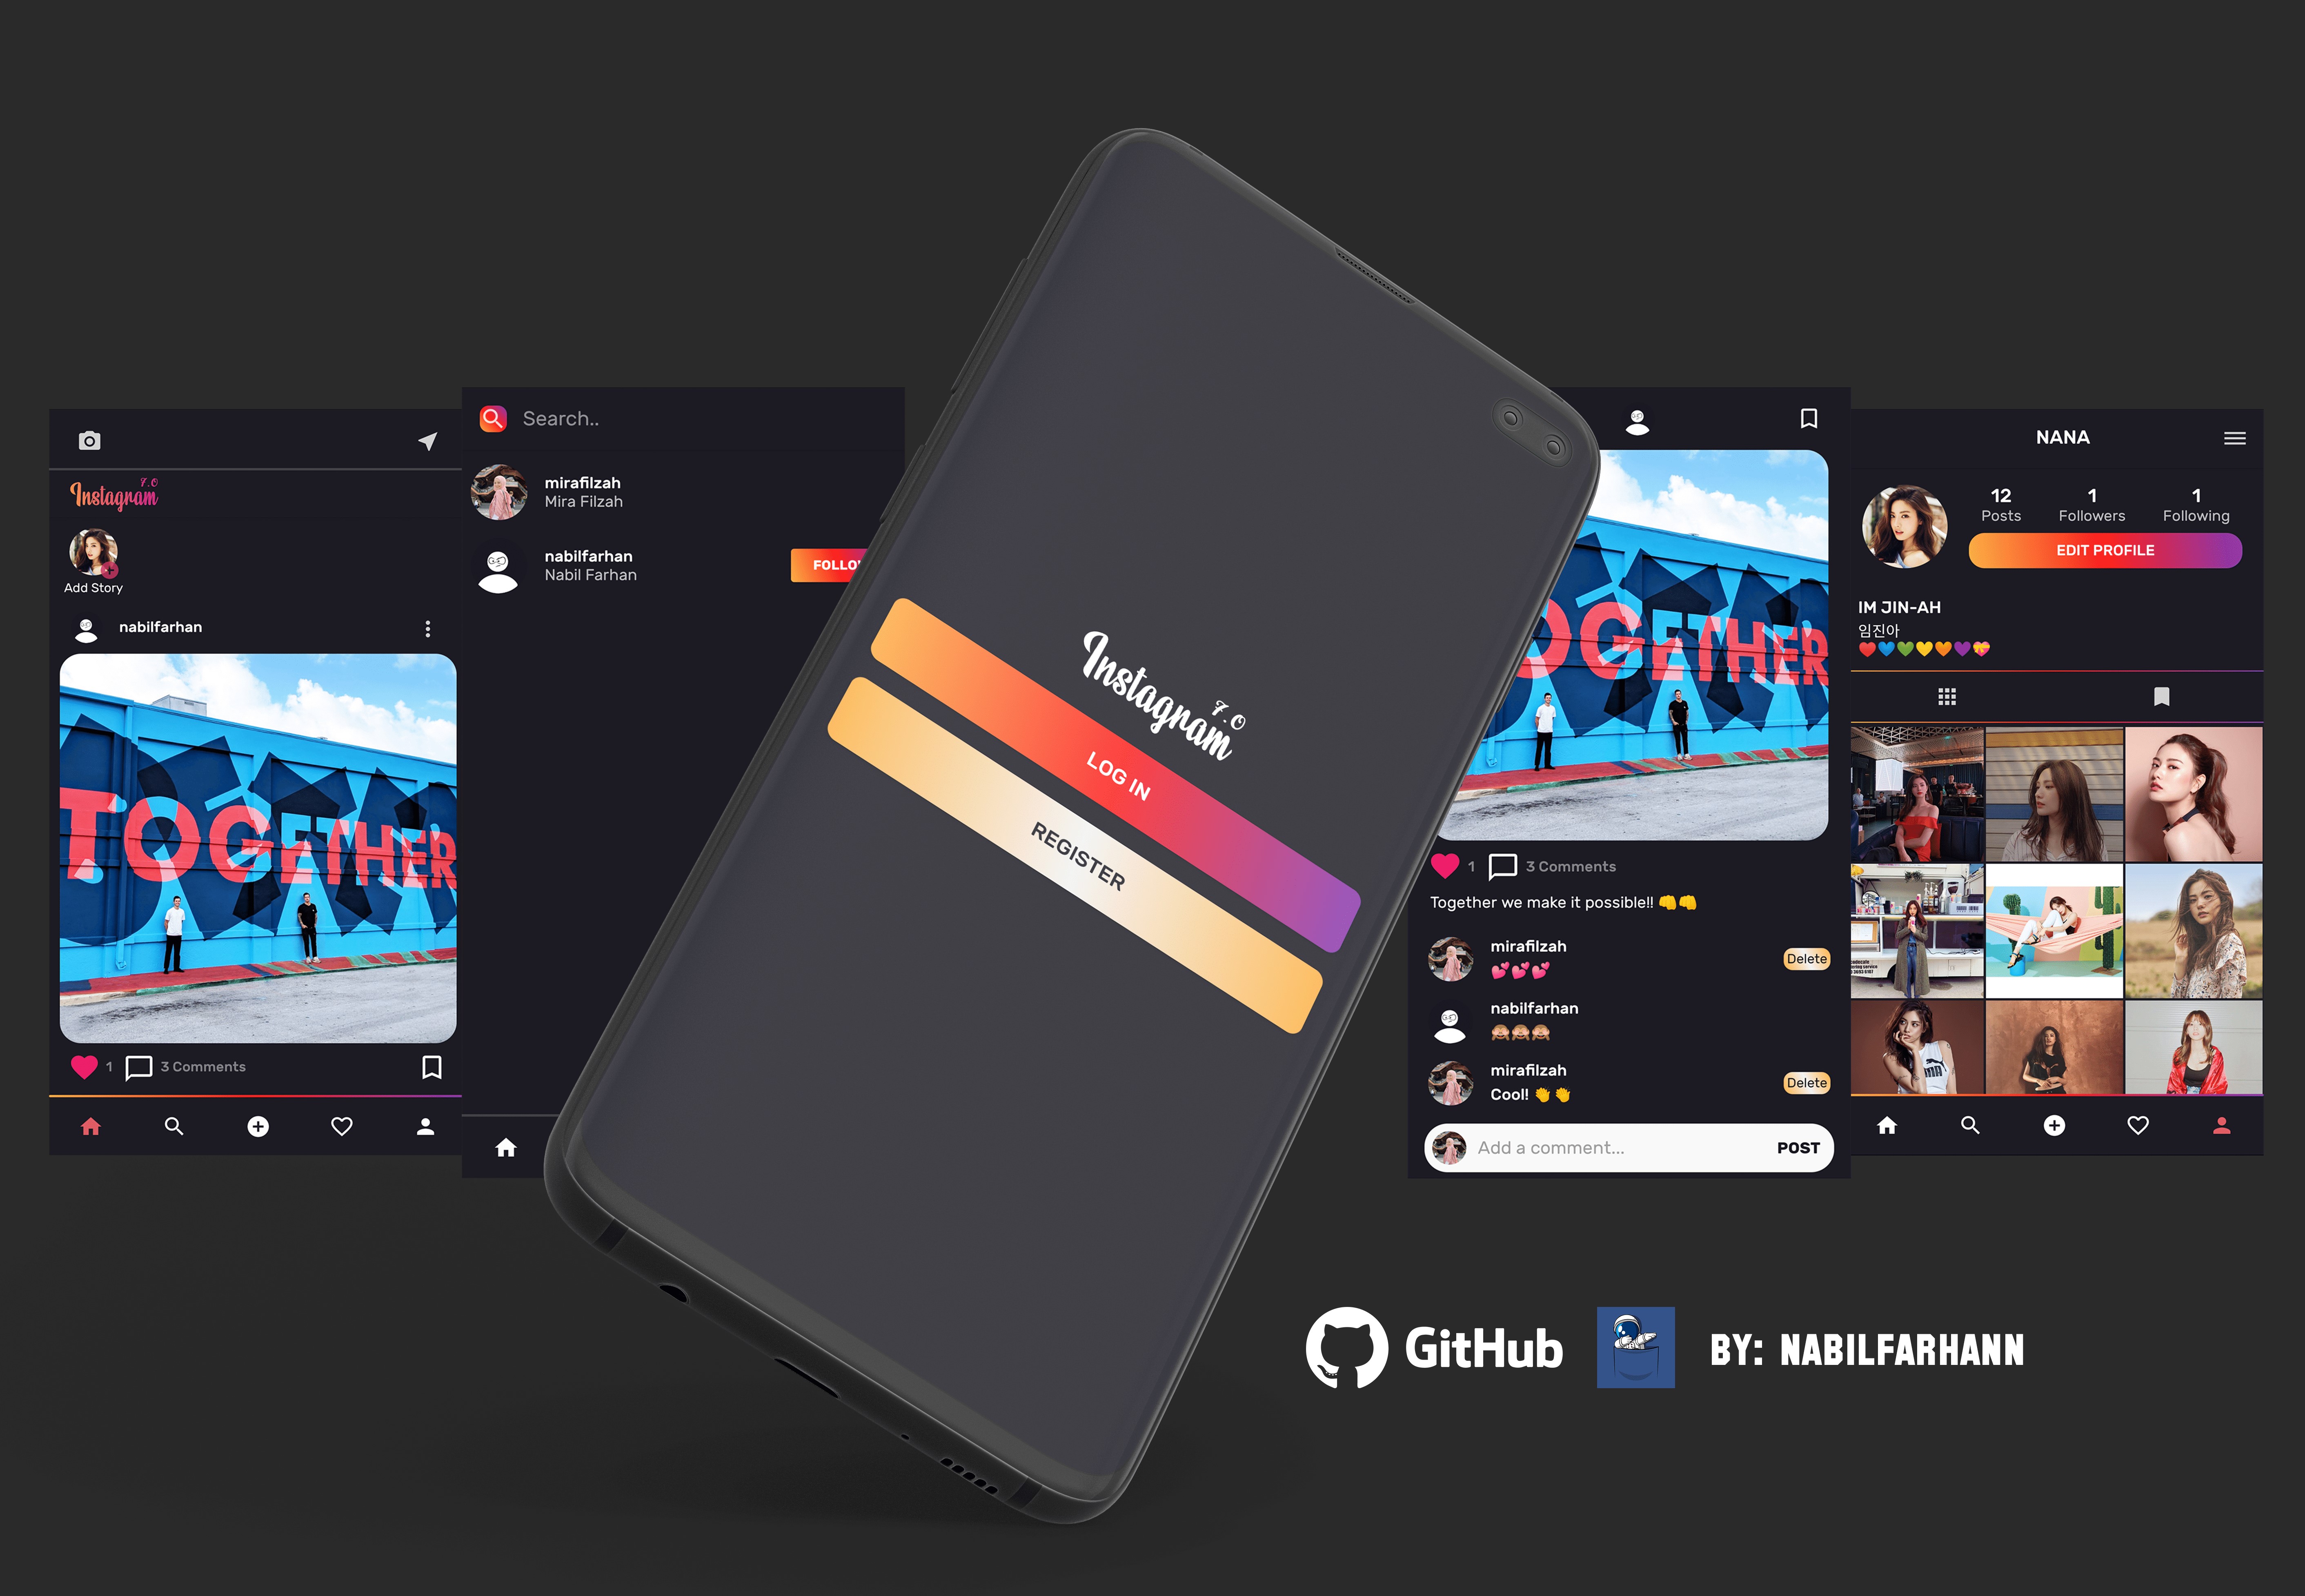 Instagram 7.0
Add Story
nabilfarhan
TOGETHER
1 3 Comments
Search..
mirafilzah
Mira Filzah
nabilfarhan
Nabil Farhan
FOLLO
Instagram 7.0
LOG IN
REGISTER
OGETHER
1 3 Comments
Together we make it possible!! 👊👊
mirafilzah
💕💕💕
Delete
nabilfarhan
🙈🙈🙈
mirafilzah
Cool! 👏👏
Delete
Add a comment... POST
NANA
12 1 1
Posts Followers Following
EDIT PROFILE
IM JIN-AH
임진아
❤️💙💚💛🧡💜💝
GitHub BY: NABILFARHANN